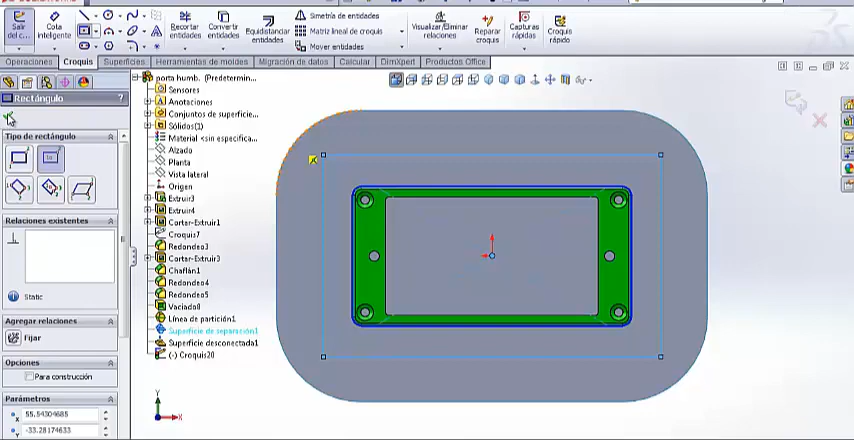 Salir del c...
Cota inteligente
Recortar entidades
Convertir entidades
Equidistanciar entidades
Simetría de entidades
Matriz lineal de croquis
Mover entidades
Visualizar/Eliminar relaciones
Reparar croquis
Capturas rápidas
Croquis rápido
Operaciones
Croquis
Superficies
Herramientas de moldes
Migración de datos
Calcular
DimXpert
Productos Office
Rectángulo
?
Tipo de rectángulo
Relaciones existentes
Static
Agregar relaciones
Fijar
Opciones
Para construcción
Parámetros
55.54304685
-33.28174633
porta humb. (Predetermin...
Sensores
Anotaciones
Conjuntos de superficie...
Sólidos(1)
Material <sin especifica...
Alzado
Planta
Vista lateral
Origen
Extruir3
Extruir4
Cortar-Extruir1
Croquis7
Redondeo3
Cortar-Extruir3
Chaflán1
Redondeo4
Redondeo5
Vaciado8
Línea de partición1
Superficie de separación1
Superficie desconectada1
(-) Croquis20
Y
X